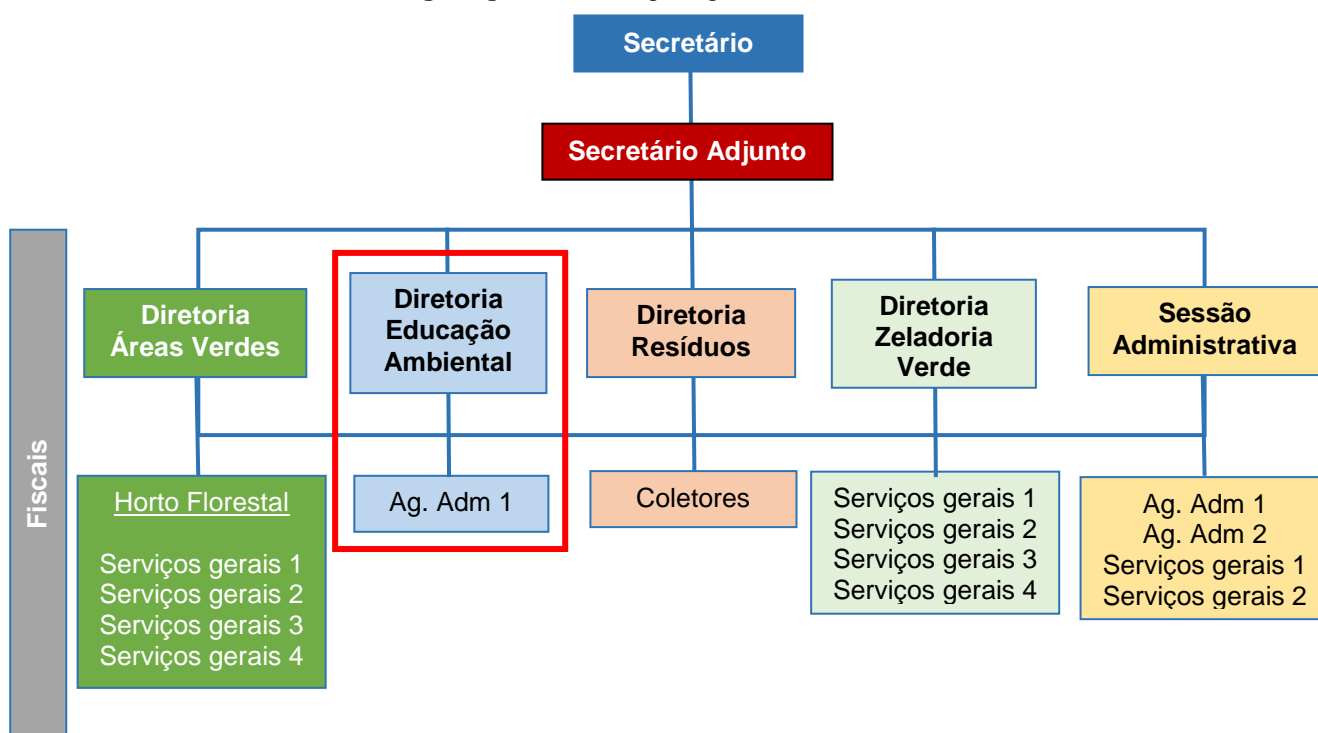 Secretário
Secretário Adjunto
Fiscais
Diretoria
Áreas Verdes
Diretoria
Educação
Ambiental
Diretoria
Resíduos
Diretoria
Zeladoria
Verde
Sessão
Administrativa
Horto Florestal
Serviços gerais 1
Serviços gerais 2
Serviços gerais 3
Serviços gerais 4
Ag. Adm 1
Coletores
Serviços gerais 1
Serviços gerais 2
Serviços gerais 3
Serviços gerais 4
Ag. Adm 1
Ag. Adm 2
Serviços gerais 1
Serviços gerais 2